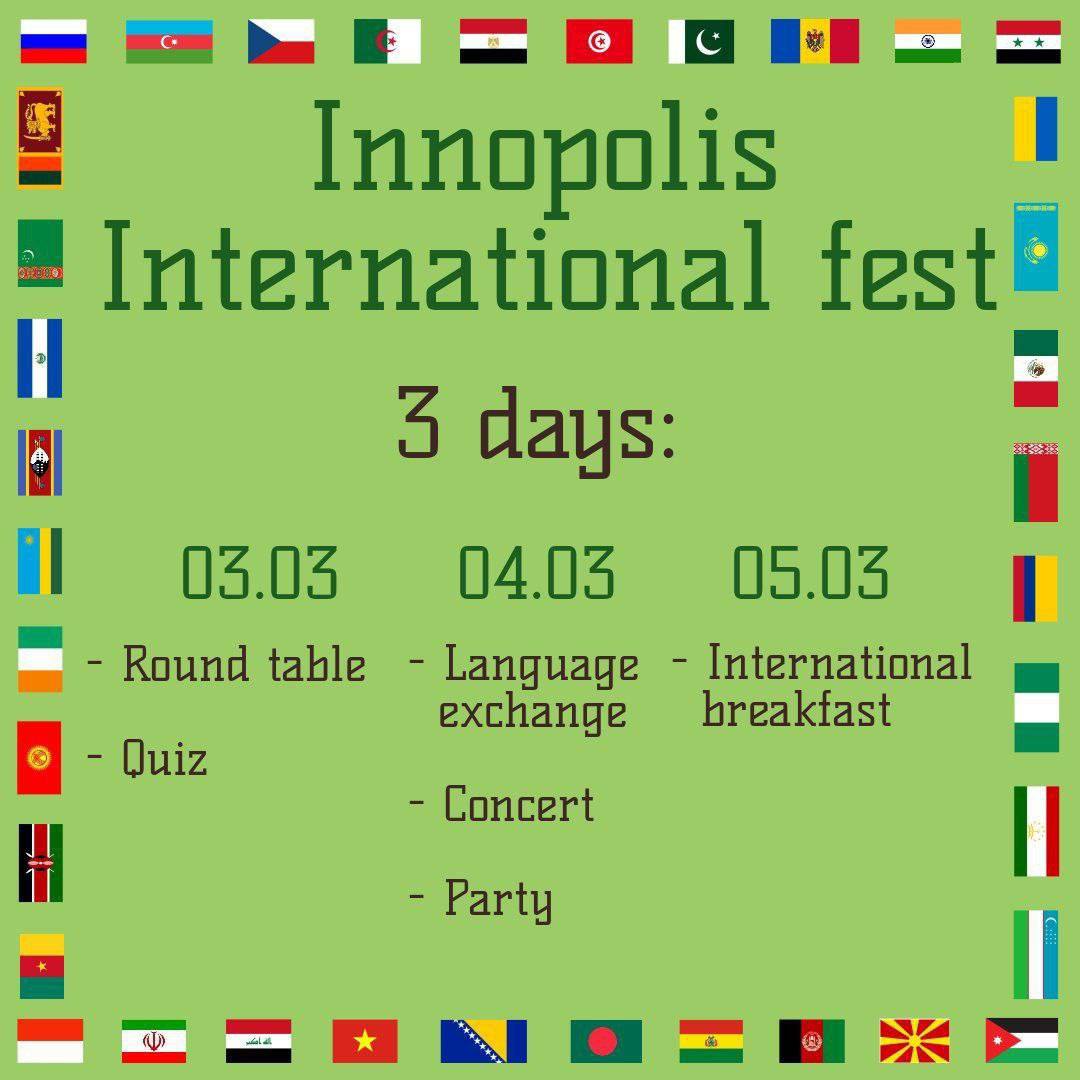 Innopolis
International fest
3 days:
03.03
04.03
05.03
- Round table
- Quiz
- Language
exchange
- Concert
- Party
- International
breakfast